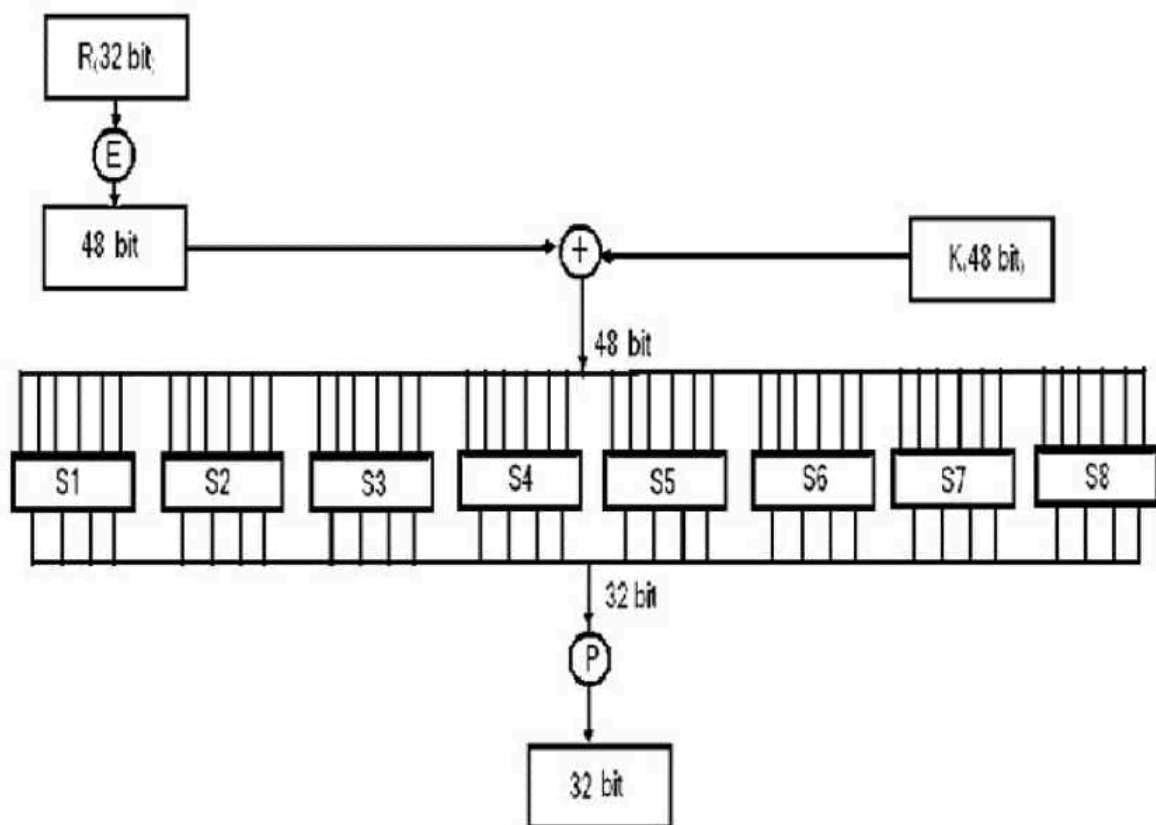 R(32 bit)
E
48 bit
+
K(48 bit)
48 bit
S1 S2 S3 S4 S5 S6 S7 S8
32 bit
P
32 bit